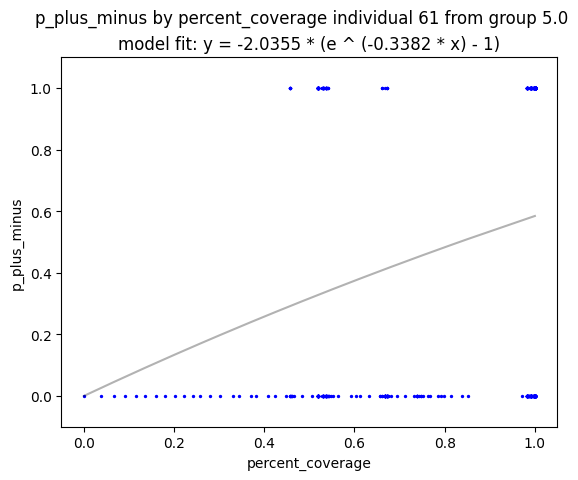 p_plus_minus by percent_coverage individual 61 from group 5.0
model fit: y = -2.0355 * (e ^ (-0.3382 * x) - 1)
1.0
0.8
0.6
0.4
0.2
0.0
p_plus_minus
0.0 0.2 0.4 0.6 0.8 1.0
percent_coverage